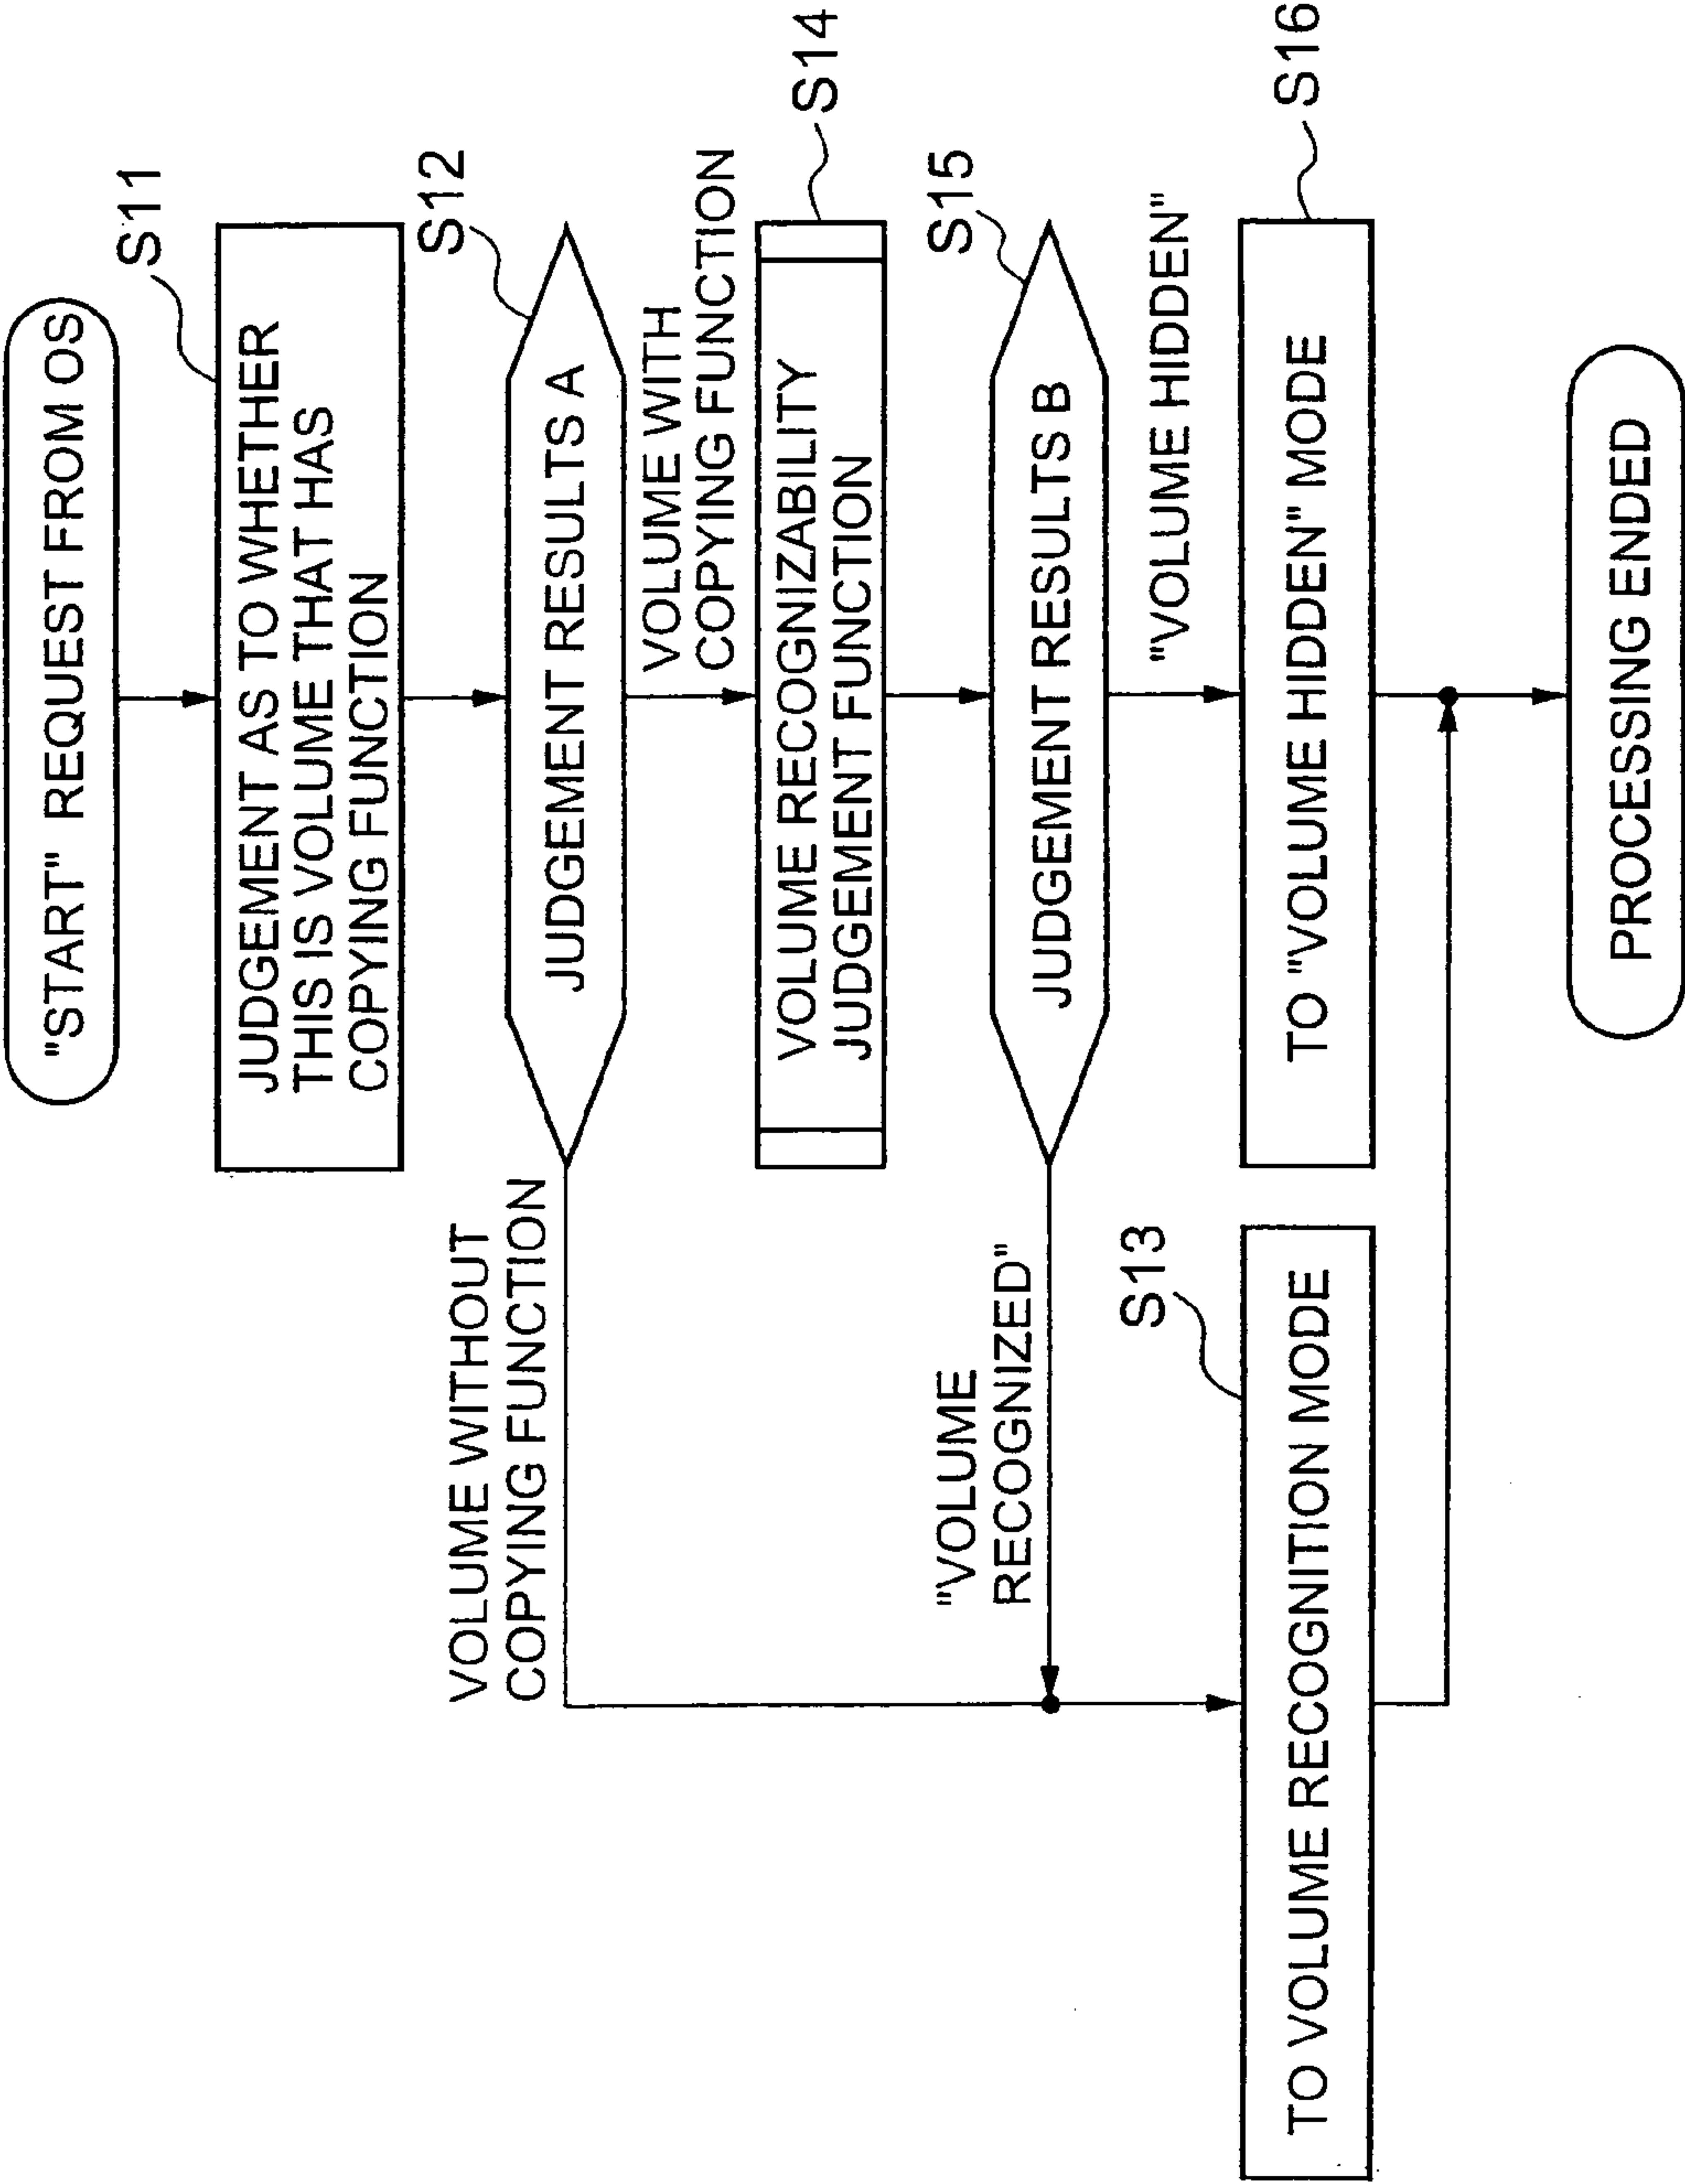 "START" REQUEST FROM OS
S11
JUDGEMENT AS TO WHETHER
THIS IS VOLUME THAT HAS
COPYING FUNCTION
S12
JUDGEMENT RESULTS A
VOLUME WITHOUT
COPYING FUNCTION
VOLUME WITH
COPYING FUNCTION
S14
VOLUME RECOGNIZABILITY
JUDGEMENT FUNCTION
S15
JUDGEMENT RESULTS B
"VOLUME
RECOGNIZED"
"VOLUME HIDDEN"
S13
TO VOLUME RECOGNITION MODE
S16
TO "VOLUME HIDDEN" MODE
PROCESSING ENDED